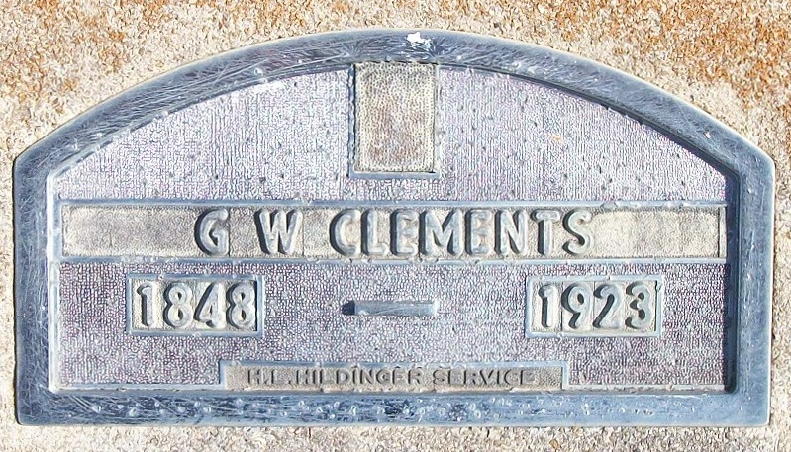 G W CLEMENTS
1848 — 1923
H.L. HILDINGER SERVICE